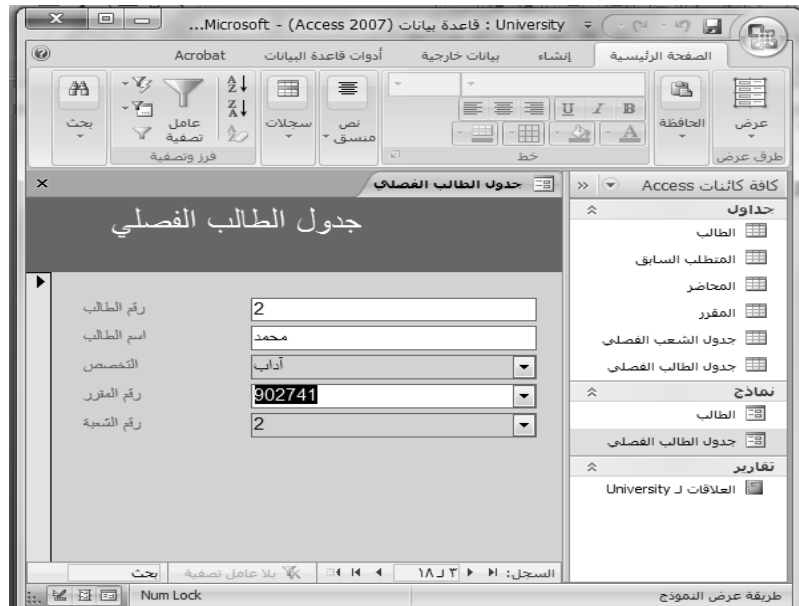 University : قاعدة بيانات (Access 2007) - Microsoft...
الصفحة الرئيسية إنشاء بيانات خارجية أدوات قاعدة البيانات Acrobat
عرض
طرق عرض
الحافظة
B I U
A
خط
نص منسق
سجلات
عامل تصفية
فرز وتصفية
بحث
كافة كائنات Access
جداول
الطالب
المتطلب السابق
المحاضر
المقرر
جدول الشعب الفصلي
جدول الطالب الفصلي
نماذج
الطالب
جدول الطالب الفصلي
تقارير
العلاقات لـ University
جدول الطالب الفصلي
جدول الطالب الفصلي
رقم الطالب 2
اسم الطالب محمد
التخصص آداب
رقم المقرر 902741
رقم الشعبة 2
السجل: ٣ لـ ١٨ بلا عامل تصفية بحث
طريقة عرض النموذج Num Lock